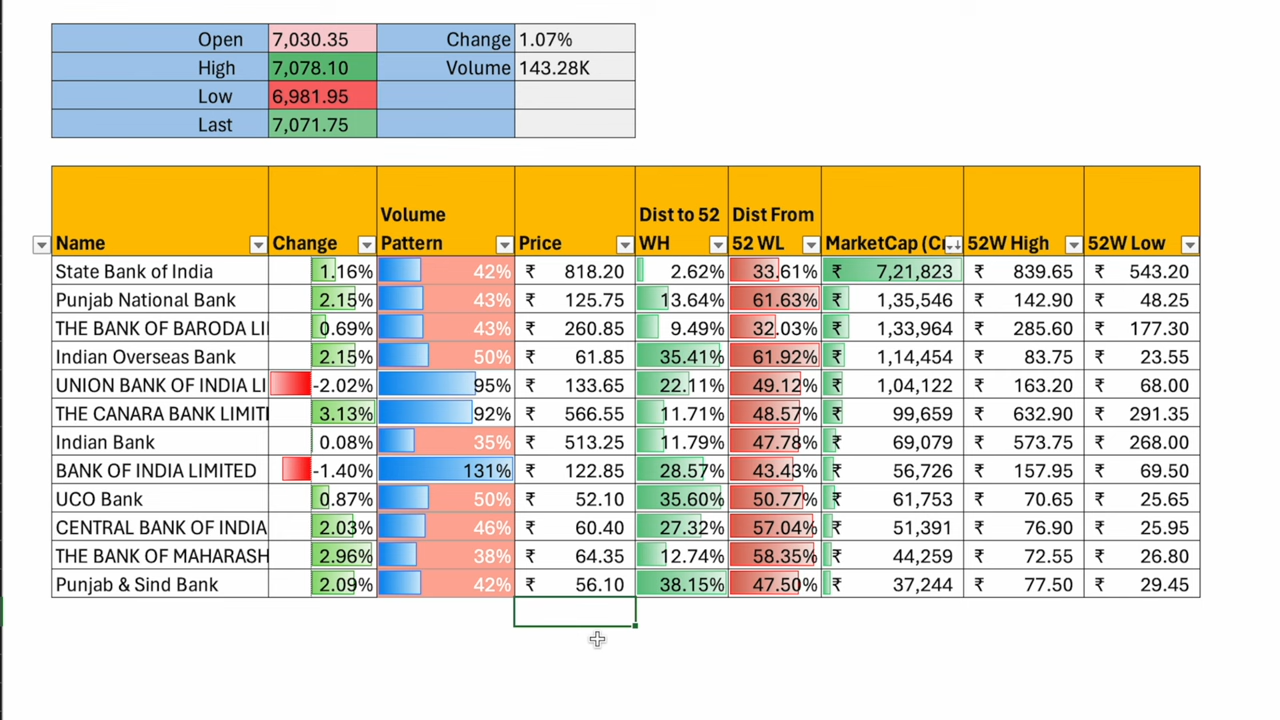 Open 7,030.35 Change 1.07%
High 7,078.10 Volume 143.28K
Low 6,981.95
Last 7,071.75
Name Change Volume Pattern Price Dist to 52 WH Dist From 52 WL MarketCap (Cr 52W High 52W Low
State Bank of India 1.16% 42% ₹ 818.20 2.62% 33.61% ₹ 7,21,823 ₹ 839.65 ₹ 543.20
Punjab National Bank 2.15% 43% ₹ 125.75 13.64% 61.63% ₹ 1,35,546 ₹ 142.90 ₹ 48.25
THE BANK OF BARODA LI 0.69% 43% ₹ 260.85 9.49% 32.03% ₹ 1,33,964 ₹ 285.60 ₹ 177.30
Indian Overseas Bank 2.15% 50% ₹ 61.85 35.41% 61.92% ₹ 1,14,454 ₹ 83.75 ₹ 23.55
UNION BANK OF INDIA LI -2.02% 95% ₹ 133.65 22.11% 49.12% ₹ 1,04,122 ₹ 163.20 ₹ 68.00
THE CANARA BANK LIMITI 3.13% 92% ₹ 566.55 11.71% 48.57% ₹ 99,659 ₹ 632.90 ₹ 291.35
Indian Bank 0.08% 35% ₹ 513.25 11.79% 47.78% ₹ 69,079 ₹ 573.75 ₹ 268.00
BANK OF INDIA LIMITED -1.40% 131% ₹ 122.85 28.57% 43.43% ₹ 56,726 ₹ 157.95 ₹ 69.50
UCO Bank 0.87% 50% ₹ 52.10 35.60% 50.77% ₹ 61,753 ₹ 70.65 ₹ 25.65
CENTRAL BANK OF INDIA 2.03% 46% ₹ 60.40 27.32% 57.04% ₹ 51,391 ₹ 76.90 ₹ 25.95
THE BANK OF MAHARASH 2.96% 38% ₹ 64.35 12.74% 58.35% ₹ 44,259 ₹ 72.55 ₹ 26.80
Punjab & Sind Bank 2.09% 42% ₹ 56.10 38.15% 47.50% ₹ 37,244 ₹ 77.50 ₹ 29.45